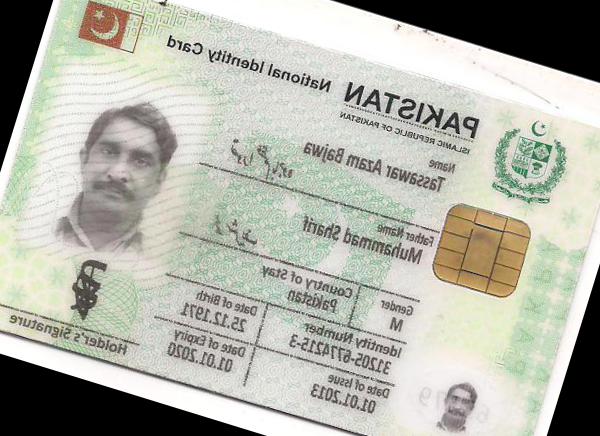 PAKISTAN National Identity Card
ISLAMIC REPUBLIC OF PAKISTAN
Name
Tassawar Azam Bajwa
Father Name
Muhammad Sharif
Gender
M
Country of Stay
Pakistan
Identity Number
31205-6774215-3
Date of Birth
25.12.1971
Date of Issue
01.01.2013
Date of Expiry
01.01.2020
Holder's Signature